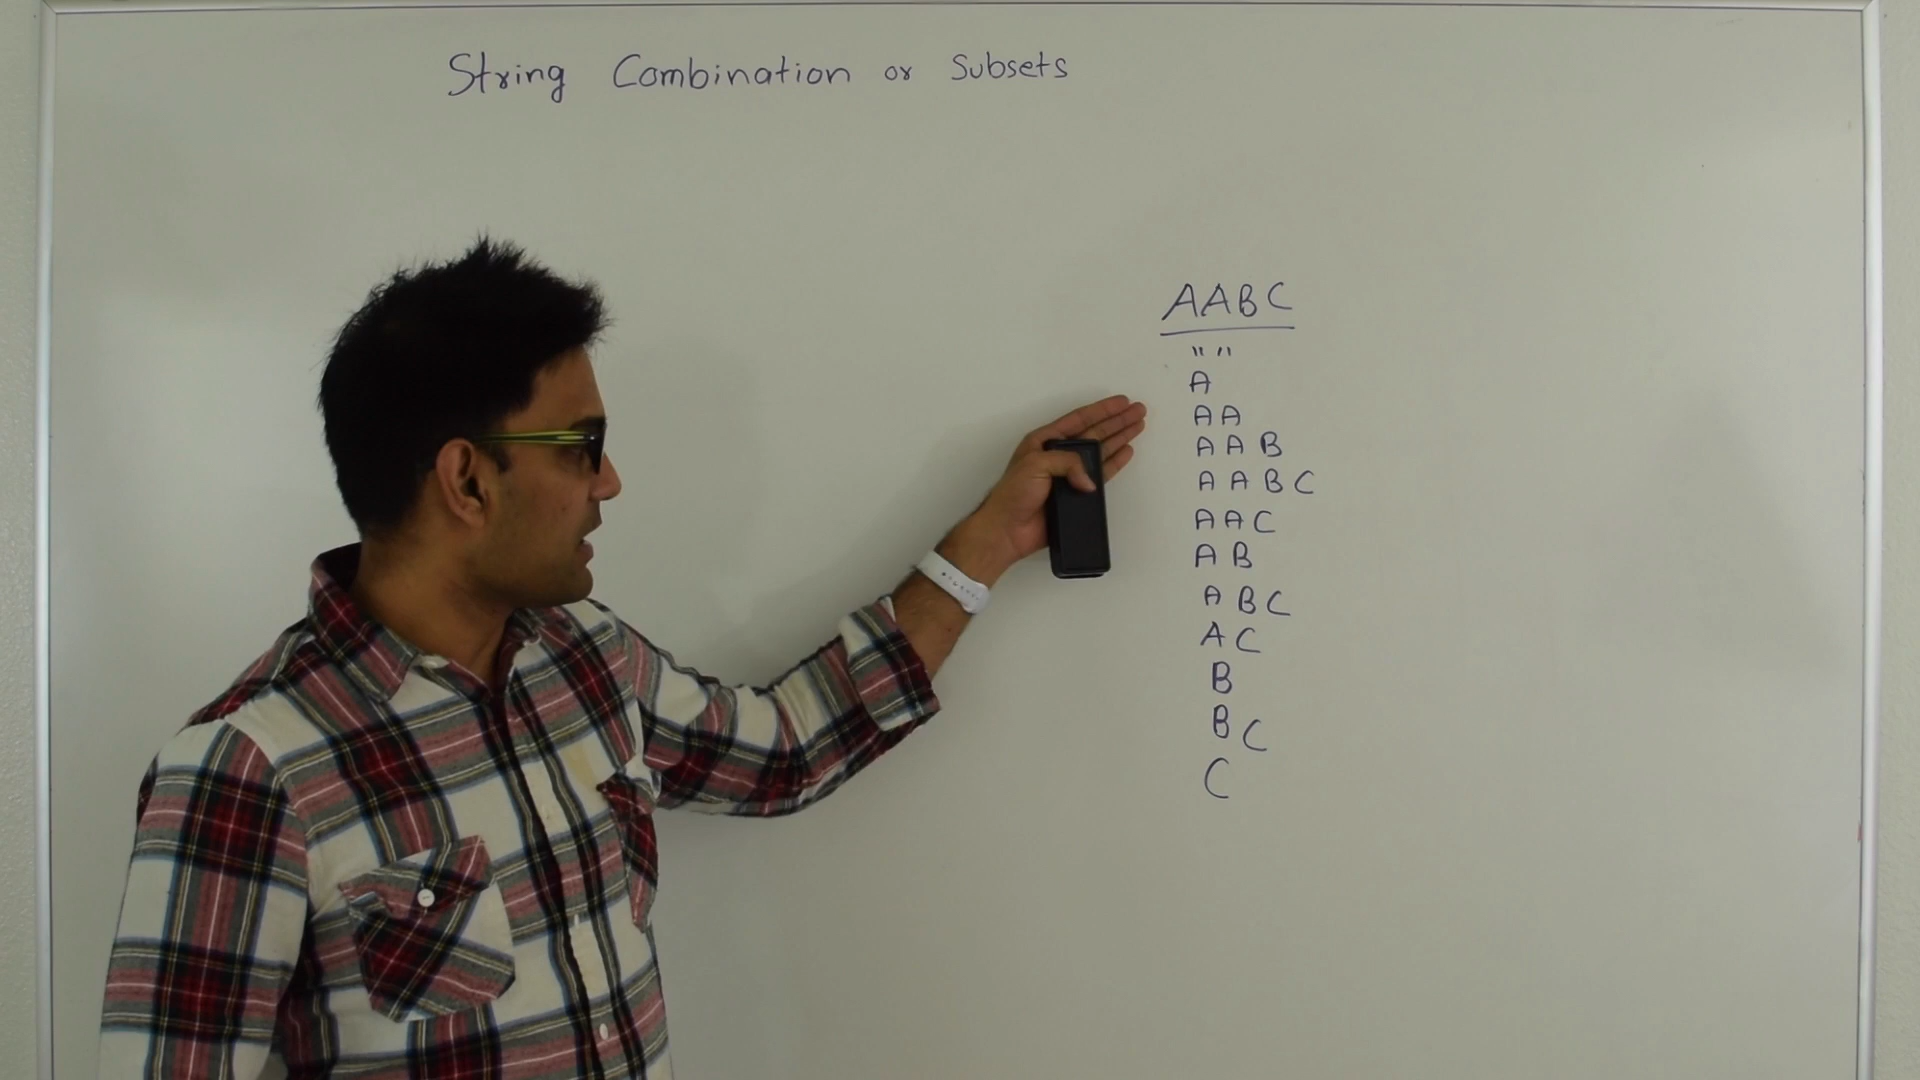 String Combination or Subsets
AABC
" "
A
AA
AAB
AABC
AAC
AB
ABC
AC
B
BC
C